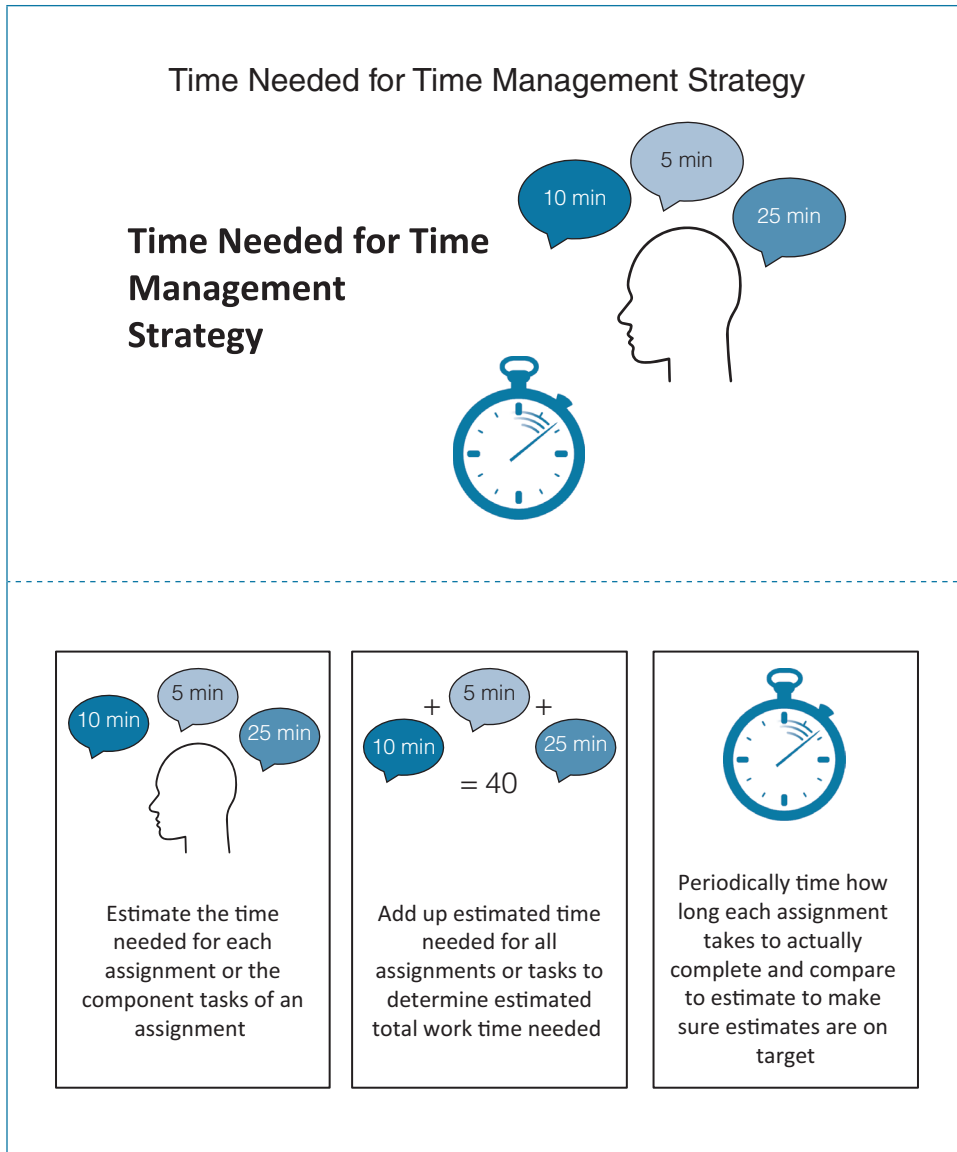 Time Needed for Time Management Strategy
10 min
5 min
25 min
Time Needed for Time
Management
Strategy
10 min
5 min
25 min
Estimate the time
needed for each
assignment or the
component tasks of an
assignment
+ 5 min +
10 min
25 min
= 40
Add up estimated time
needed for all
assignments or tasks to
determine estimated
total work time needed
Periodically time how
long each assignment
takes to actually
complete and compare
to estimate to make
sure estimates are on
target